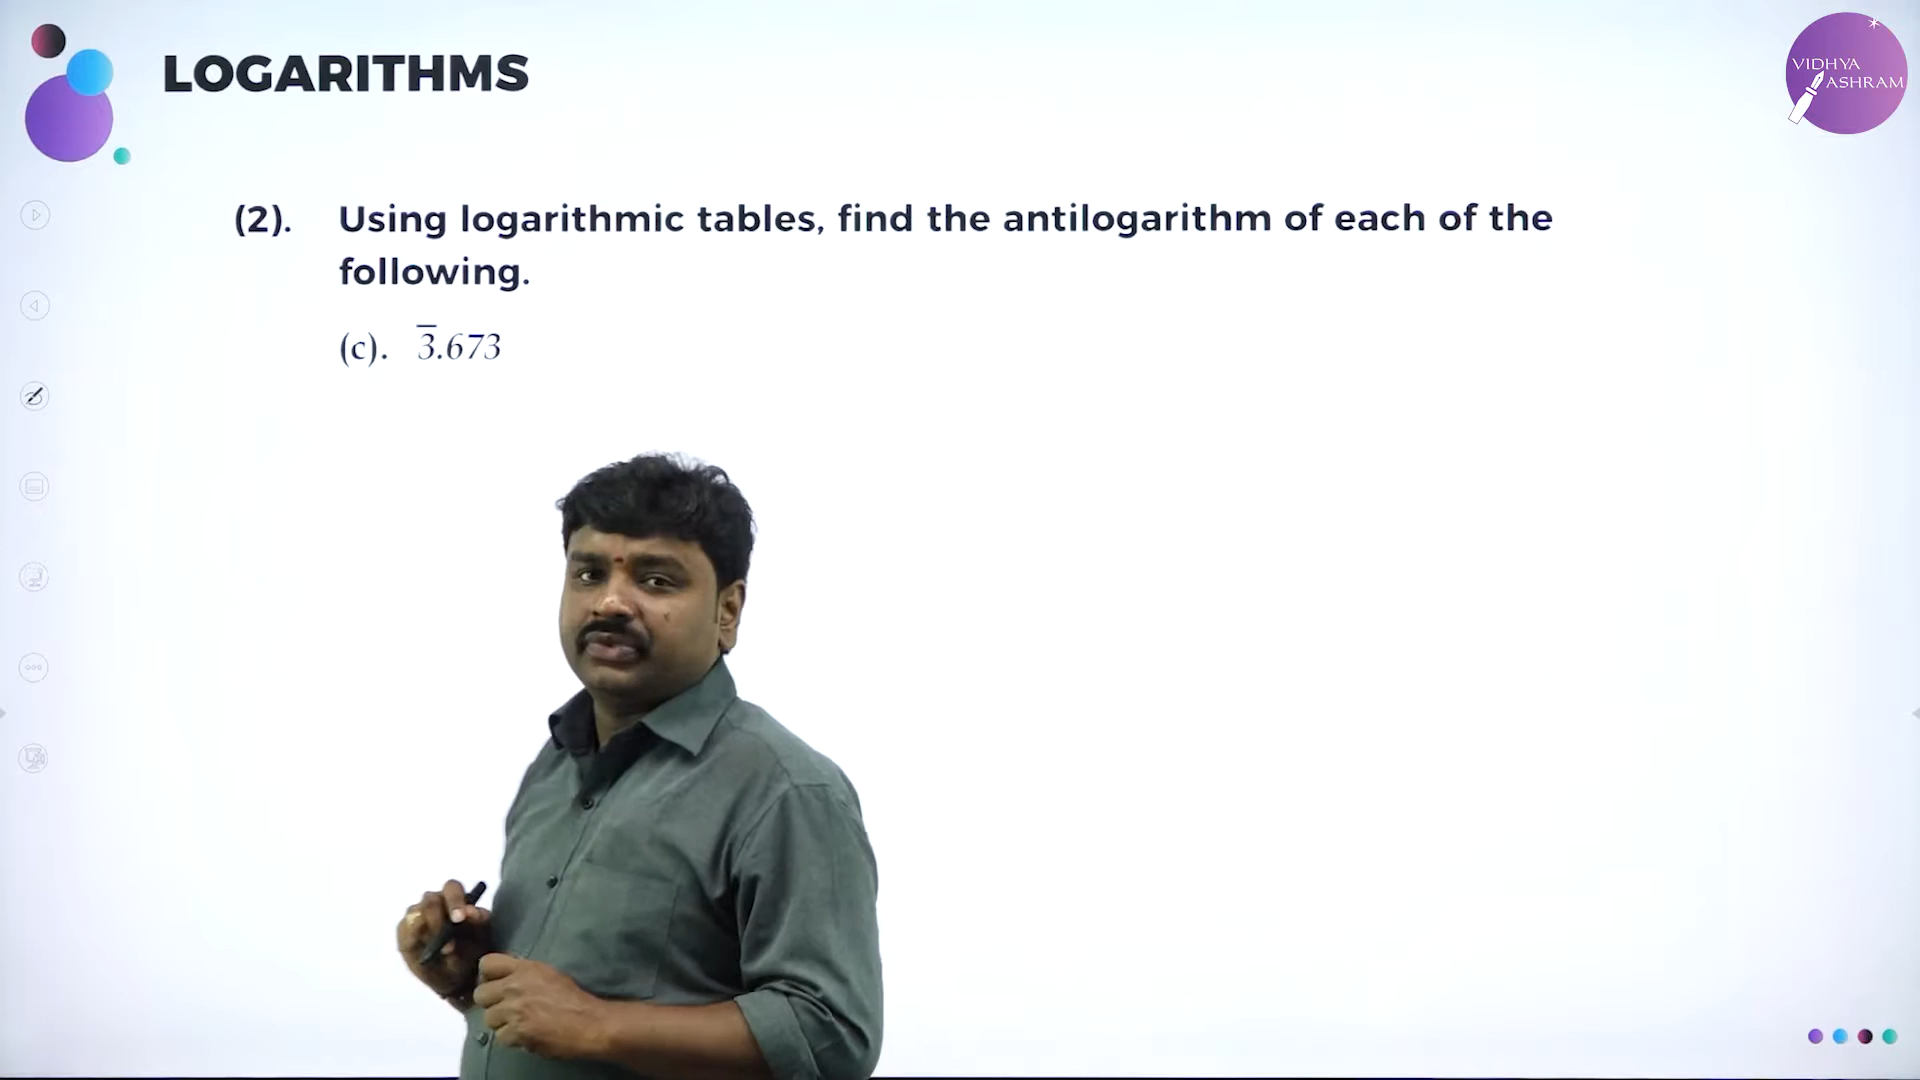 LOGARITHMS
VIDHYA
ASHRAM
(2). Using logarithmic tables, find the antilogarithm of each of the
following.
(c). 3̅.673